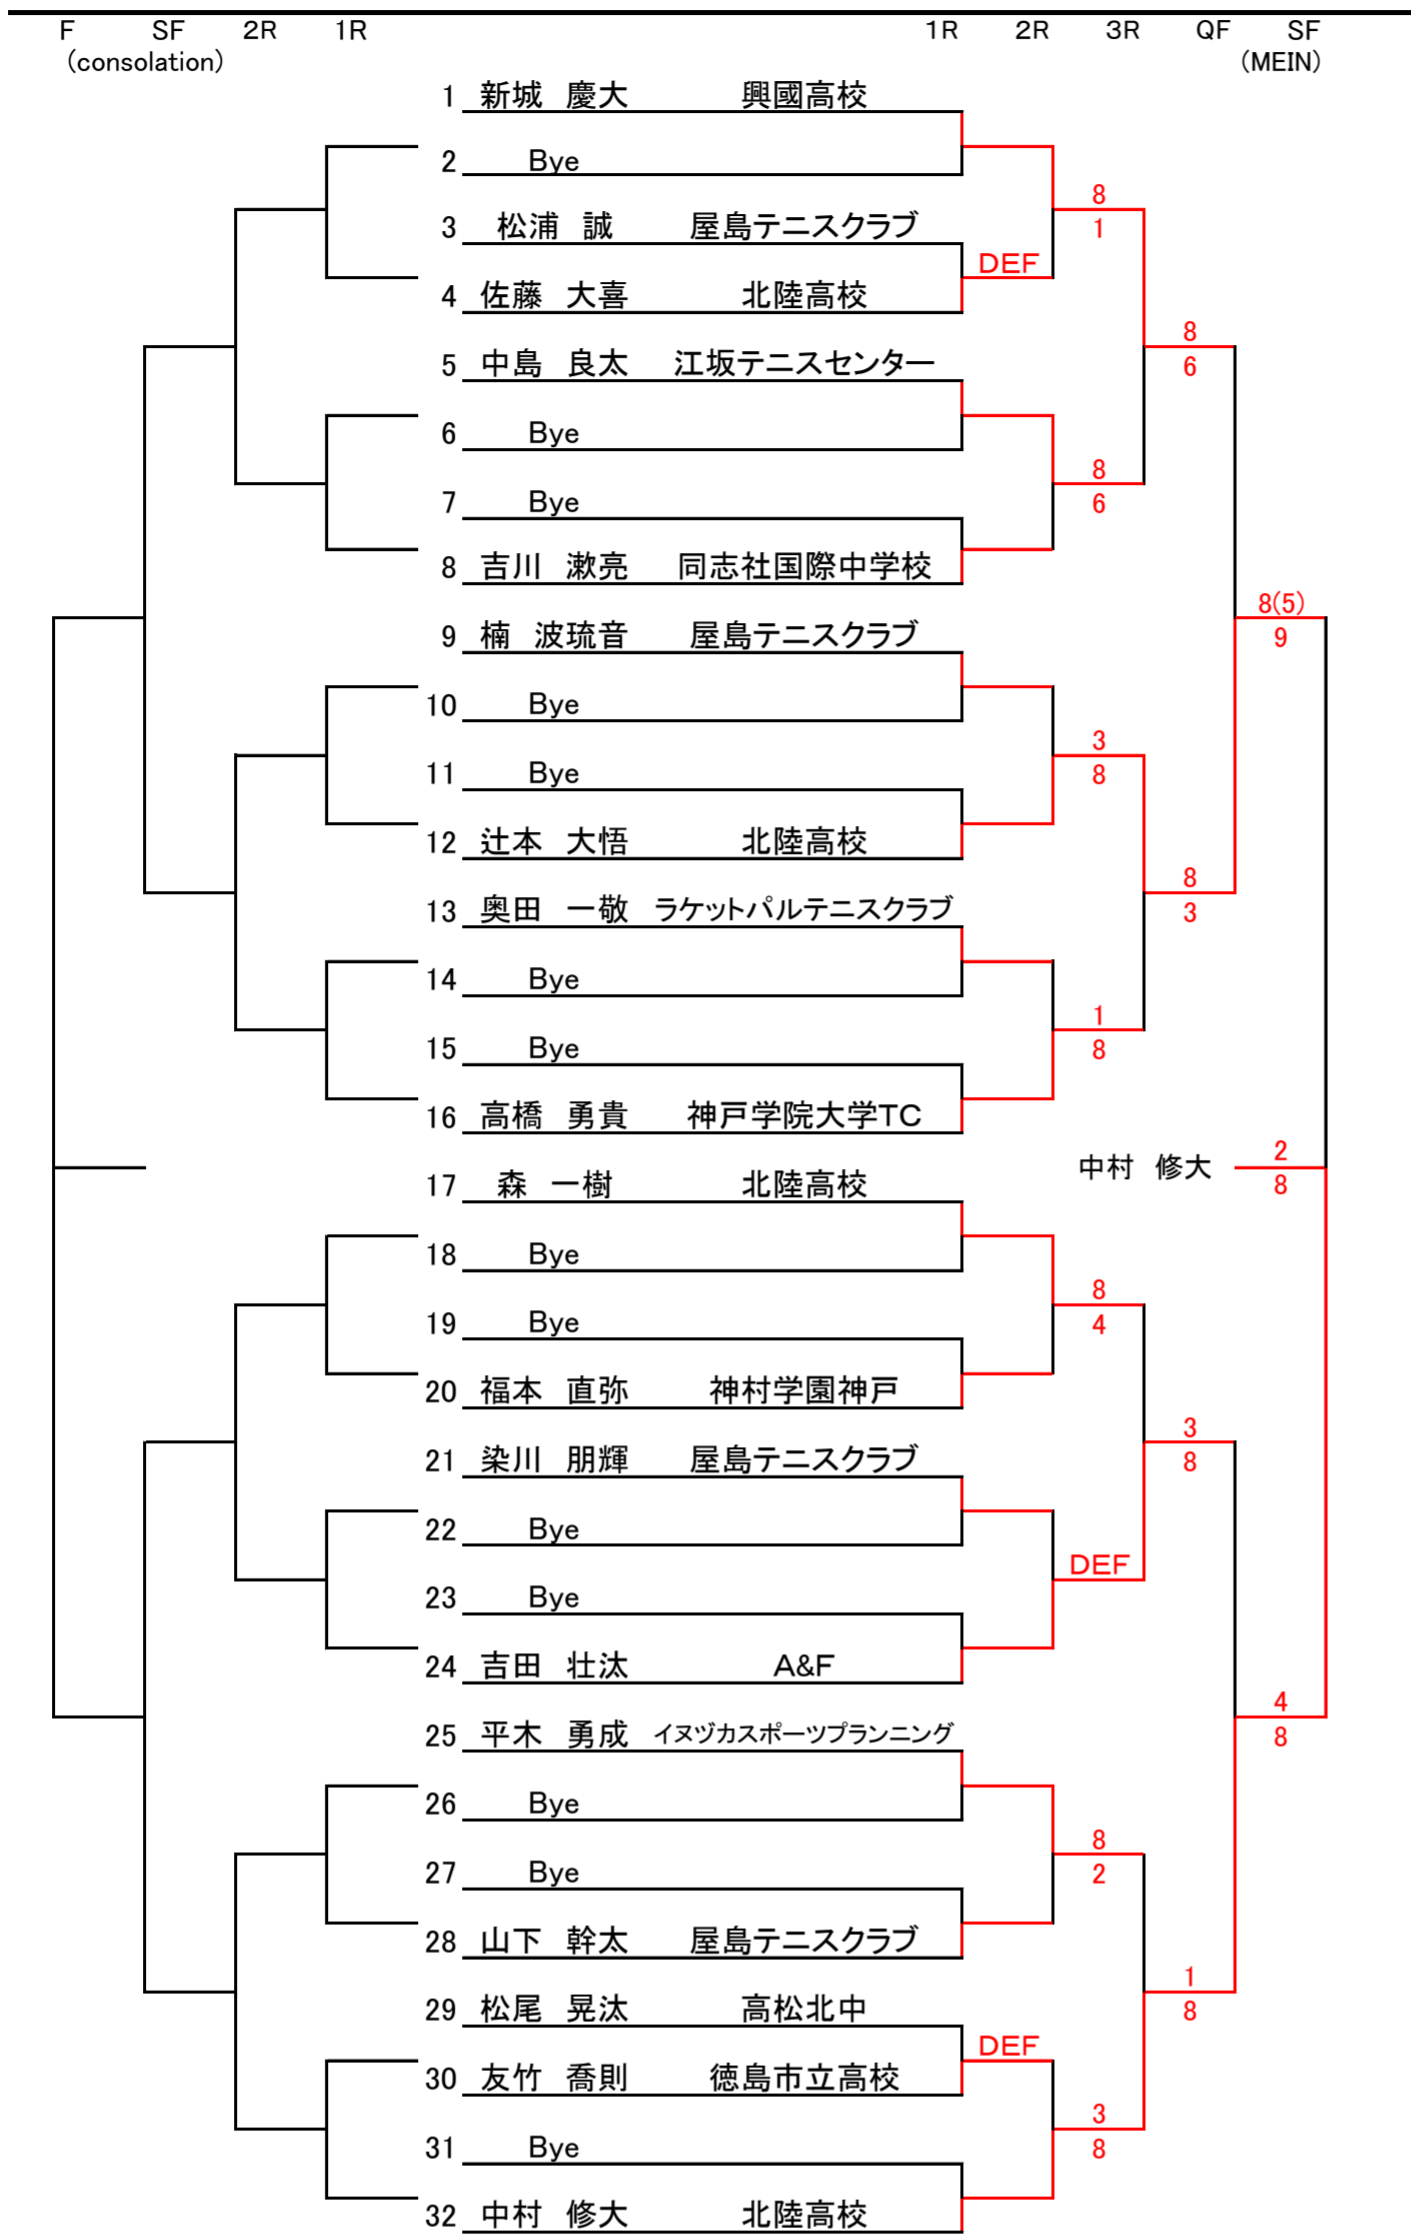 F SF 2R 1R 1R 2R 3R QF SF
(consolation) (MEIN)
1 新城 慶大 興國高校
2 Bye
8
3 松浦 誠 屋島テニスクラブ
1
DEF
4 佐藤 大喜 北陸高校
8
5 中島 良太 江坂テニスセンター
6
6 Bye
8
7 Bye
6
8 吉川 漱亮 同志社国際中学校
8(5)
9 楠 波琉音 屋島テニスクラブ
9
10 Bye
3
11 Bye
8
12 辻本 大悟 北陸高校
8
13 奥田 一敬 ラケットパルテニスクラブ
3
14 Bye
1
15 Bye
8
16 高橋 勇貴 神戸学院大学TC
2
中村 修大
17 森 一樹 北陸高校
8
18 Bye
8
19 Bye
4
20 福本 直弥 神村学園神戸
3
21 染川 朋輝 屋島テニスクラブ
8
22 Bye
DEF
23 Bye
24 吉田 壮汰 A&F
4
25 平木 勇成 イヌヅカスポーツプランニング
8
26 Bye
8
27 Bye
2
28 山下 幹太 屋島テニスクラブ
1
29 松尾 晃汰 高松北中
8
DEF
30 友竹 喬則 徳島市立高校
3
31 Bye
8
32 中村 修大 北陸高校